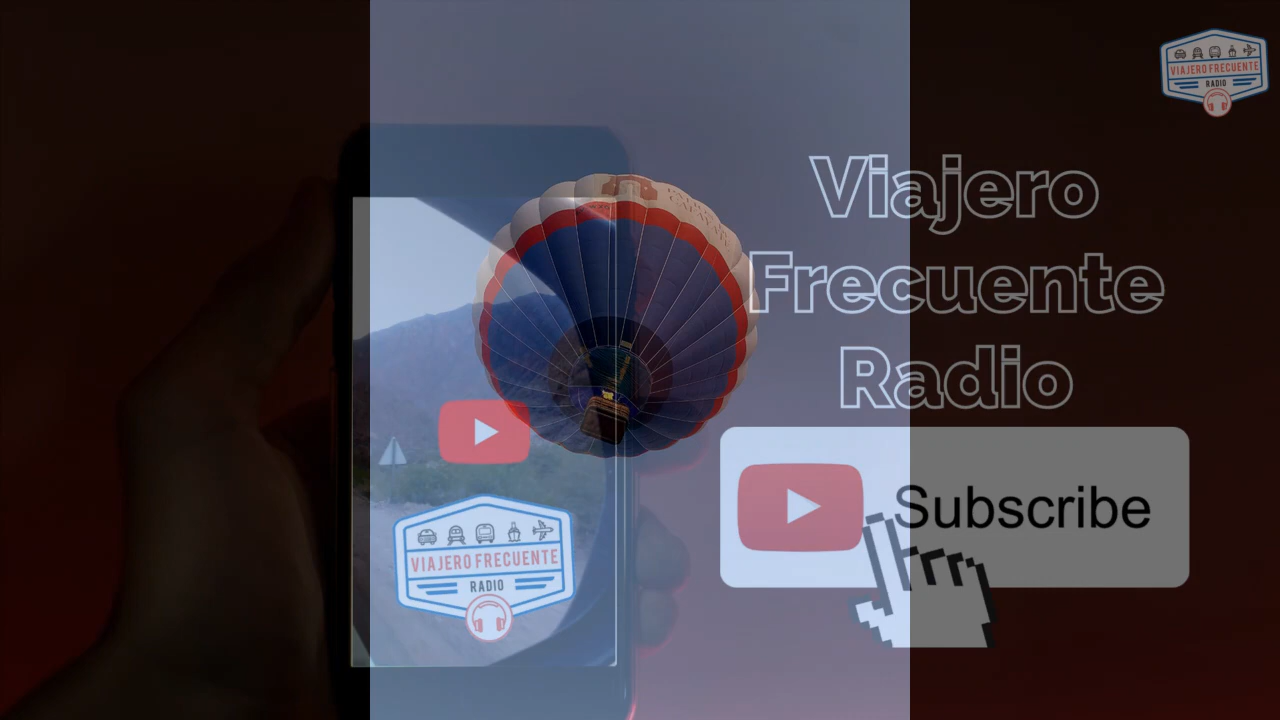 VIAJERO FRECUENTE
RADIO
Viajero
Frecuente
Radio
Subscribe
VIAJERO FRECUENTE
RADIO